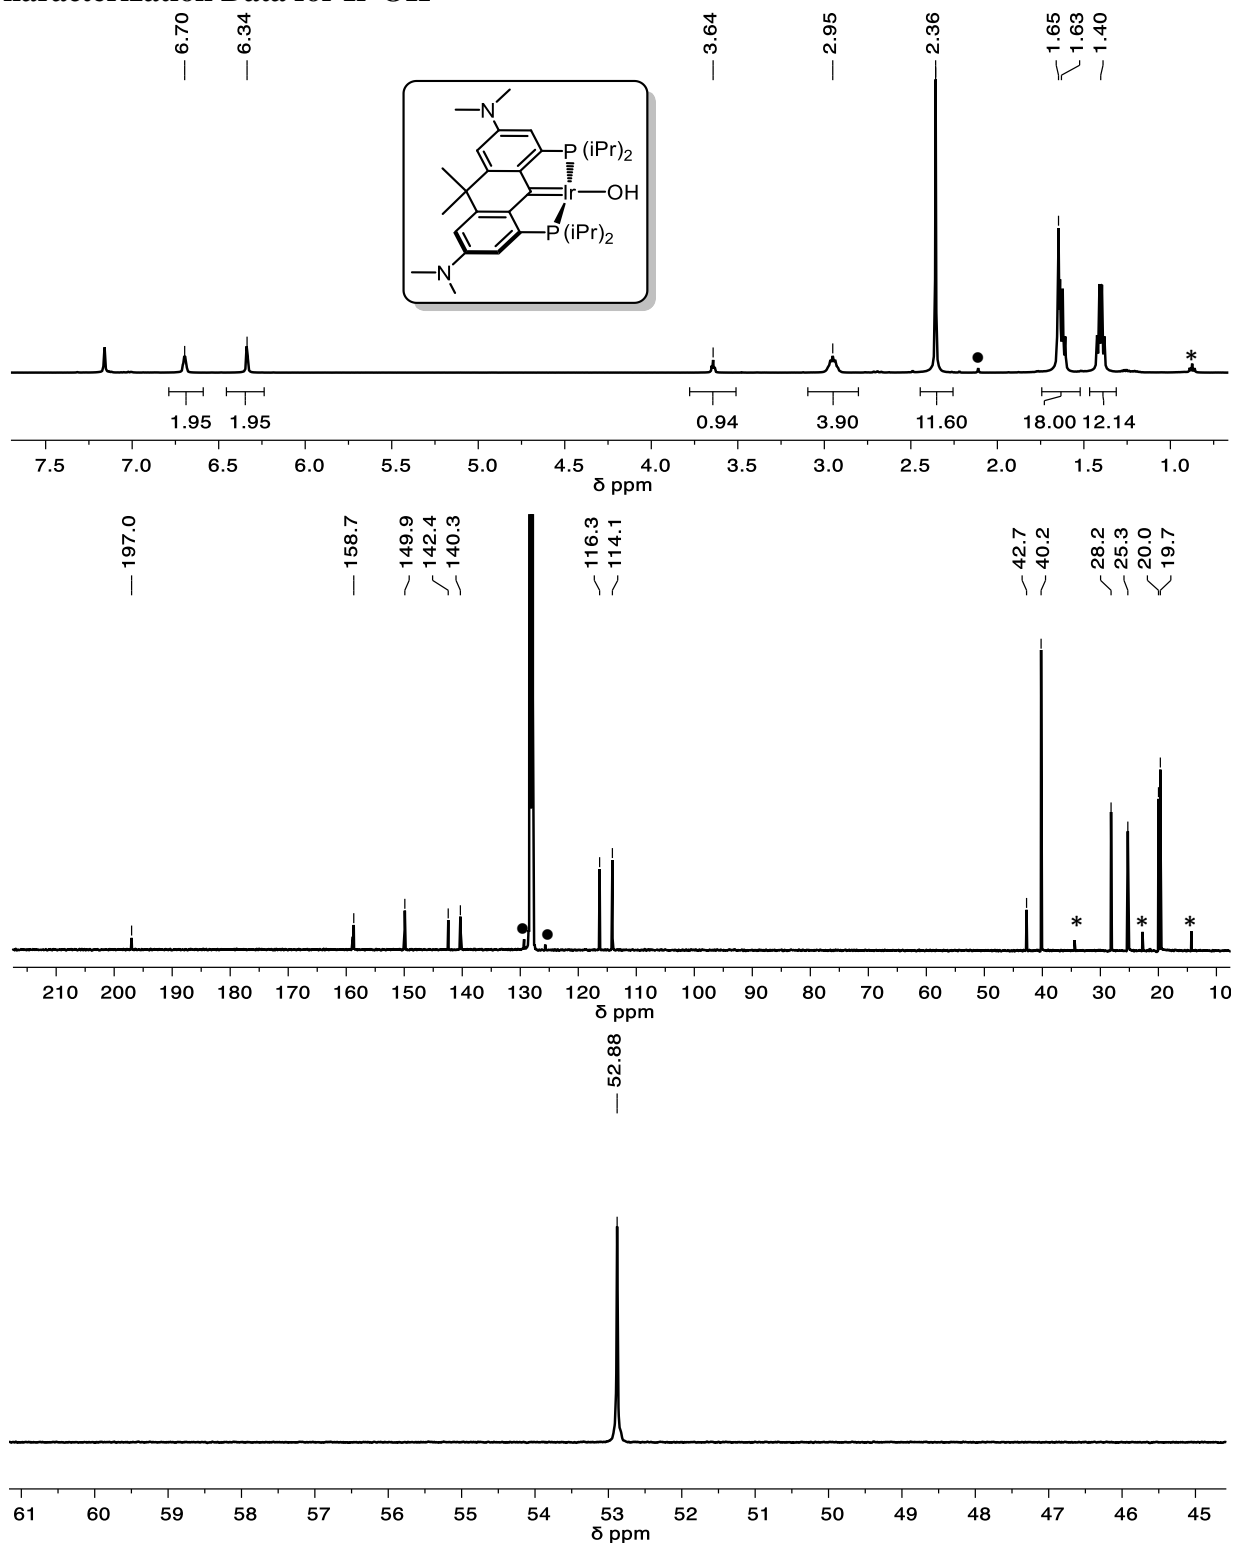 6.70 6.34 3.64 2.95 2.36 1.65 1.63 1.40
N
P (iPr)2
Ir OH
P (iPr)2
N
*
1.95 1.95 0.94 3.90 11.60 18.00 12.14
7.5 7.0 6.5 6.0 5.5 5.0 4.5 4.0 3.5 3.0 2.5 2.0 1.5 1.0
δ ppm
197.0 158.7 149.9 142.4 140.3 116.3 114.1 42.7 40.2 28.2 25.3 20.0 19.7
* * *
210 200 190 180 170 160 150 140 130 120 110 100 90 80 70 60 50 40 30 20 10
δ ppm
52.88
61 60 59 58 57 56 55 54 53 52 51 50 49 48 47 46 45
δ ppm